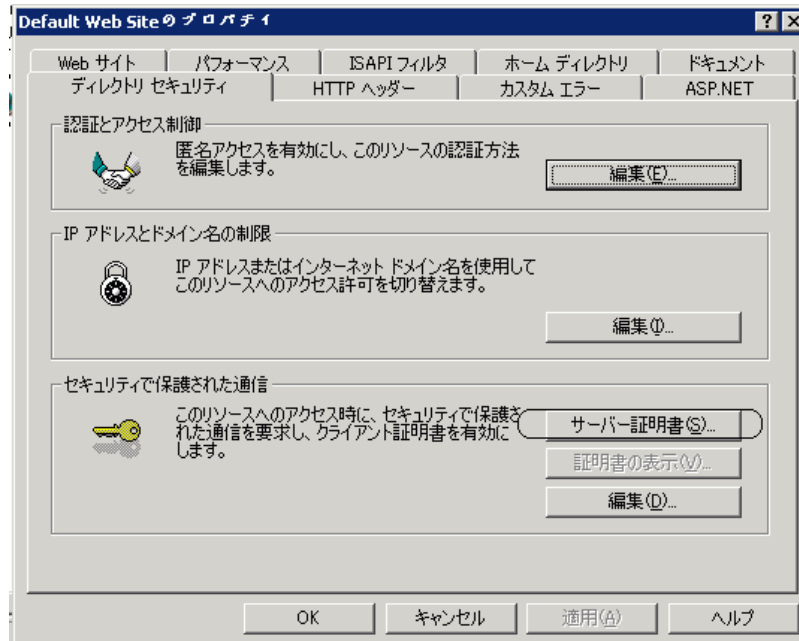 Default Web Siteのプロパティ
Web サイト パフォーマンス ISAPI フィルタ ホーム ディレクトリ ドキュメント
ディレクトリ セキュリティ HTTP ヘッダー カスタム エラー ASP.NET
認証とアクセス制御
匿名アクセスを有効にし、このリソースの認証方法
を編集します。
編集(E)...
IP アドレスとドメイン名の制限
IP アドレスまたはインターネット ドメイン名を使用して
このリソースへのアクセス許可を切り替えます。
編集(I)...
セキュリティで保護された通信
このリソースへのアクセス時に、セキュリティで保護さ
れた通信を要求し、クライアント証明書を有効に
します。
サーバー証明書(S)...
証明書の表示(V)...
編集(D)...
OK キャンセル 適用(A) ヘルプ